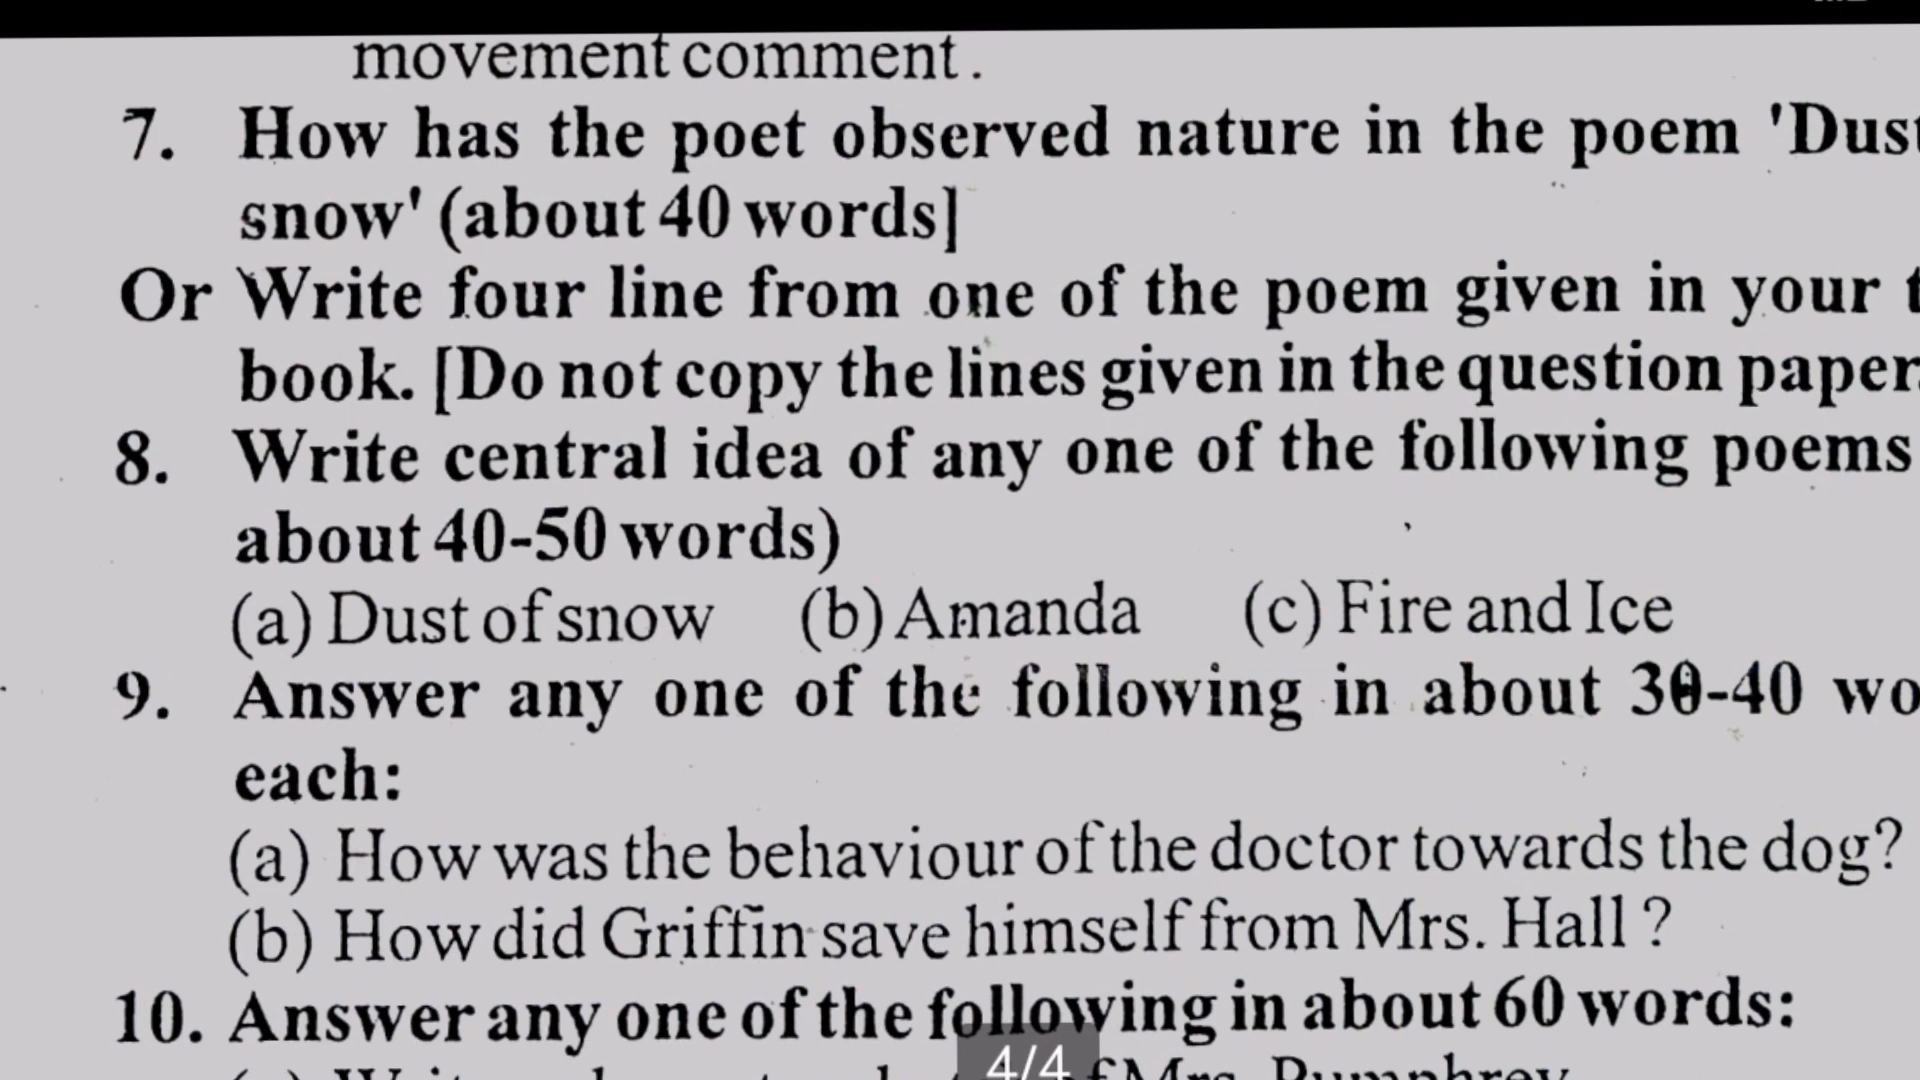 movement comment.
7. How has the poet observed nature in the poem 'Dust
snow' (about 40 words]
Or Write four line from one of the poem given in your
book. [Do not copy the lines given in the question paper
8. Write central idea of any one of the following poems
about 40-50 words)
(a) Dust of snow (b) Amanda (c) Fire and Ice
9. Answer any one of the following in about 30-40 wo
each:
(a) How was the behaviour of the doctor towards the dog?
(b) How did Griffin save himself from Mrs. Hall ?
10. Answer any one of the following in about 60 words:
4/4 Mrs. Pumphrey